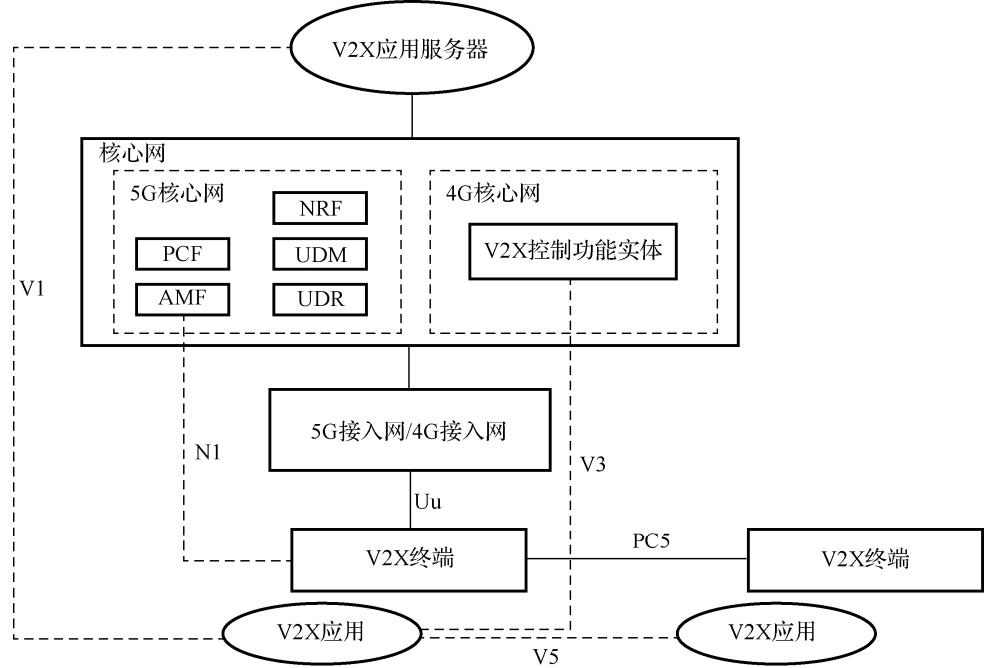 V2X应用服务器
核心网
5G核心网
4G核心网
NRF
PCF
UDM
V2X控制功能实体
AMF
UDR
V1
5G接入网/4G接入网
N1
V3
Uu
PC5
V2X终端
V2X终端
V2X应用
V2X应用
V5